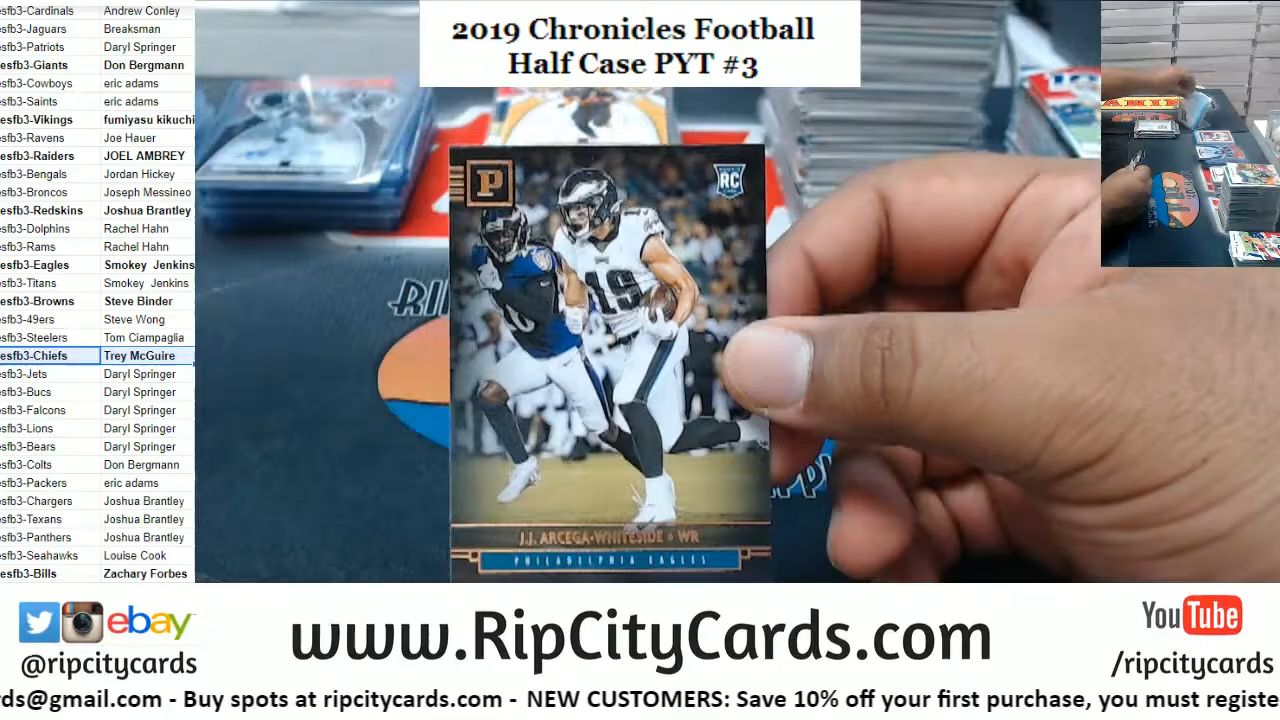 2019 Chronicles Football
Half Case PYT #3
esfb3-Cardinals Andrew Conley
esfb3-Jaguars Breaksman
esfb3-Patriots Daryl Springer
esfb3-Giants Don Bergmann
esfb3-Cowboys eric adams
esfb3-Saints eric adams
esfb3-Vikings fumiyasu kikuchi
esfb3-Ravens Joe Hauer
esfb3-Raiders JOEL AMBREY
esfb3-Bengals Jordan Hickey
esfb3-Broncos Joseph Messineo
esfb3-Redskins Joshua Brantley
esfb3-Dolphins Rachel Hahn
esfb3-Rams Rachel Hahn
esfb3-Eagles Smokey Jenkins
esfb3-Titans Smokey Jenkins
esfb3-Browns Steve Binder
esfb3-49ers Steve Wong
esfb3-Steelers Tom Ciampaglia
esfb3-Chiefs Trey McGuire
esfb3-Jets Daryl Springer
esfb3-Bucs Daryl Springer
esfb3-Falcons Daryl Springer
esfb3-Lions Daryl Springer
esfb3-Bears Daryl Springer
esfb3-Colts Don Bergmann
esfb3-Packers eric adams
esfb3-Chargers Joshua Brantley
esfb3-Texans Joshua Brantley
esfb3-Panthers Joshua Brantley
esfb3-Seahawks Louise Cook
esfb3-Bills Zachary Forbes
P
RC
19
J.J. ARCEGA-WHITESIDE WR
PHILADELPHIA EAGLES
RIP
PANINI
ebay
@ripcitycards
www.RipCityCards.com
YouTube
/ripcitycards
rds@gmail.com - Buy spots at ripcitycards.com - NEW CUSTOMERS: Save 10% off your first purchase, you must registe